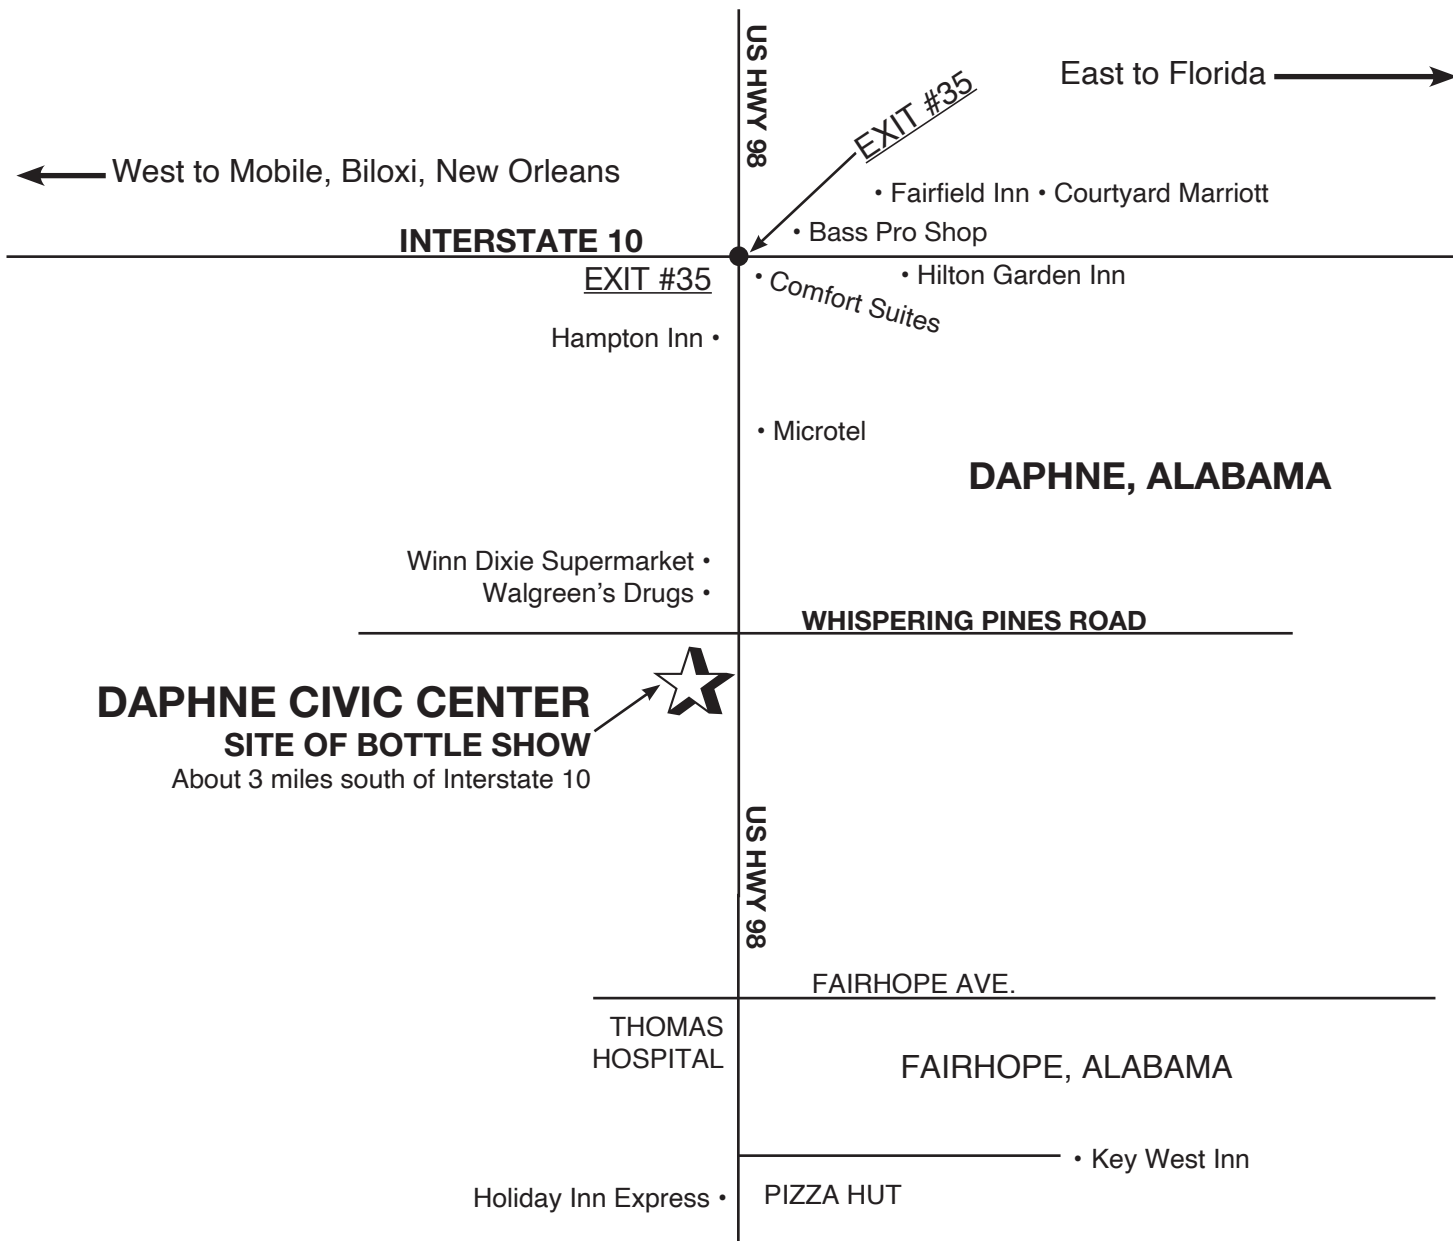 US HWY 98
East to Florida
EXIT #35
West to Mobile, Biloxi, New Orleans
• Fairfield Inn • Courtyard Marriott
• Bass Pro Shop
INTERSTATE 10
EXIT #35
• Comfort Suites
• Hilton Garden Inn
Hampton Inn •
• Microtel
DAPHNE, ALABAMA
Winn Dixie Supermarket •
Walgreen’s Drugs •
WHISPERING PINES ROAD
DAPHNE CIVIC CENTER
SITE OF BOTTLE SHOW
About 3 miles south of Interstate 10
US HWY 98
FAIRHOPE AVE.
THOMAS
HOSPITAL
FAIRHOPE, ALABAMA
• Key West Inn
Holiday Inn Express •
PIZZA HUT